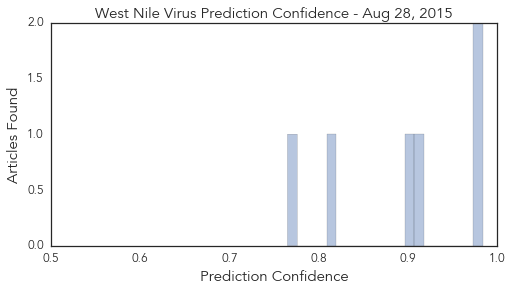 West Nile Virus Prediction Confidence - Aug 28, 2015
2.0
1.5
1.0
0.5
0.0
Articles Found
0.5 0.6 0.7 0.8 0.9 1.0
Prediction Confidence